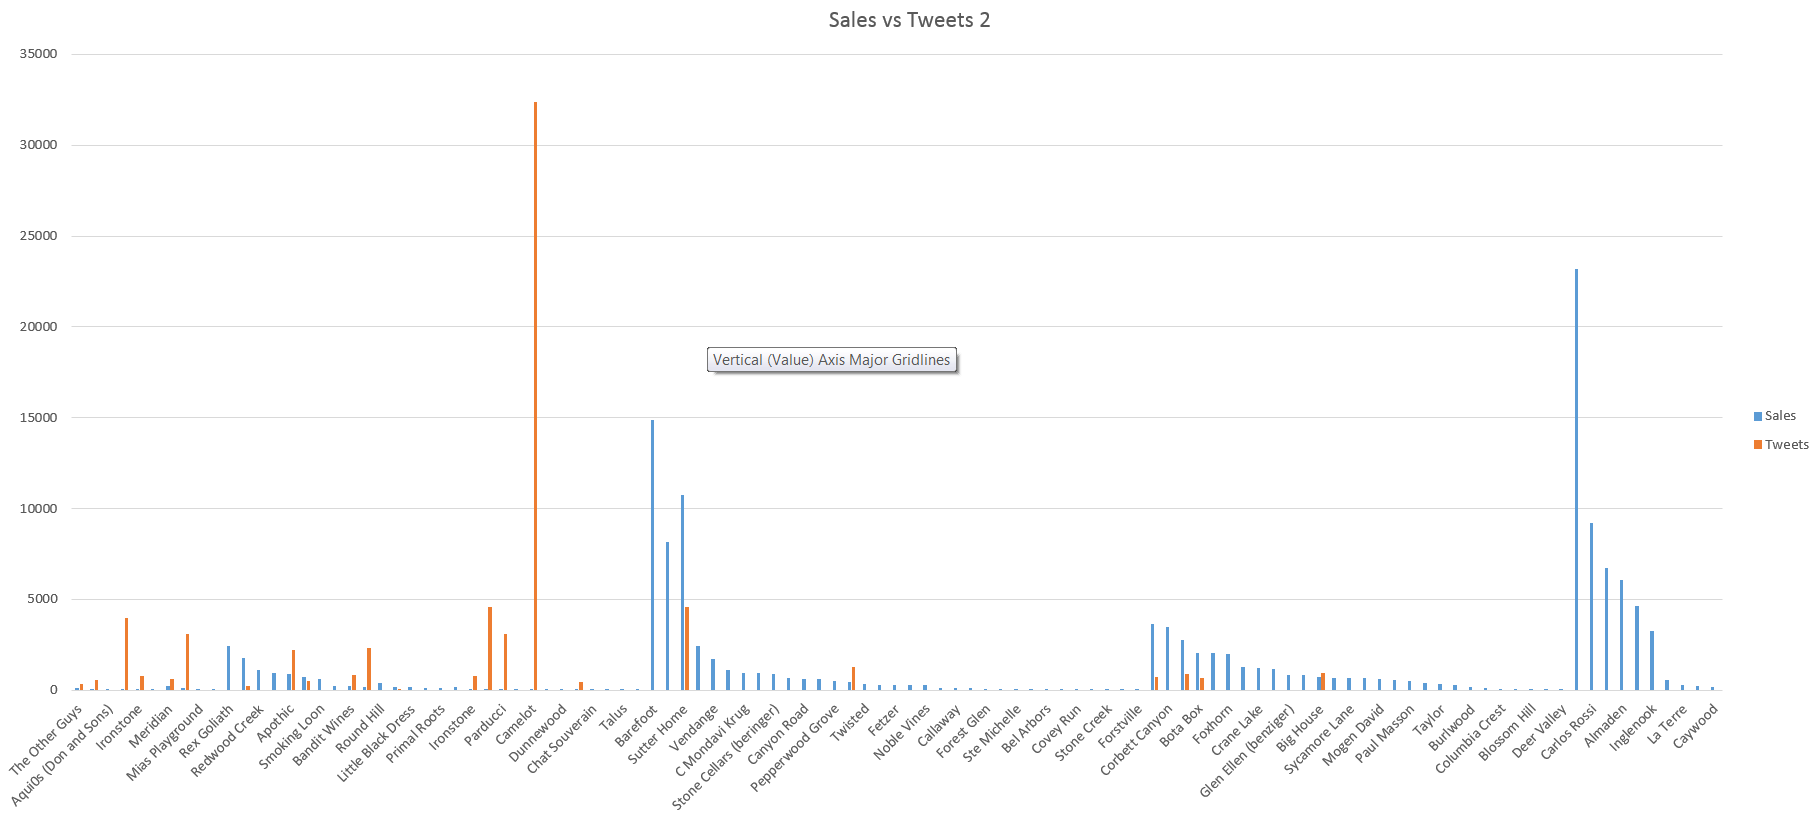 Sales vs Tweets 2
35000
30000
25000
20000
15000
10000
5000
0
Vertical (Value) Axis Major Gridlines
Sales
Tweets
The Other Guys
Aqui0s (Don and Sons)
Ironstone
Meridian
Mias Playground
Rex Goliath
Redwood Creek
Apothic
Smoking Loon
Bandit Wines
Round Hill
Little Black Dress
Primal Roots
Ironstone
Parducci
Camelot
Dunnewood
Chat Souverain
Talus
Barefoot
Sutter Home
Vendange
C Mondavi Krug
Stone Cellars (beringer)
Canyon Road
Pepperwood Grove
Twisted
Fetzer
Noble Vines
Callaway
Forest Glen
Ste Michelle
Bel Arbors
Covey Run
Stone Creek
Forstville
Corbett Canyon
Bota Box
Foxhorn
Crane Lake
Glen Ellen (benziger)
Big House
Sycamore Lane
Mogen David
Paul Masson
Taylor
Burlwood
Columbia Crest
Blossom Hill
Deer Valley
Carlos Rossi
Almaden
Inglenook
La Terre
Caywood